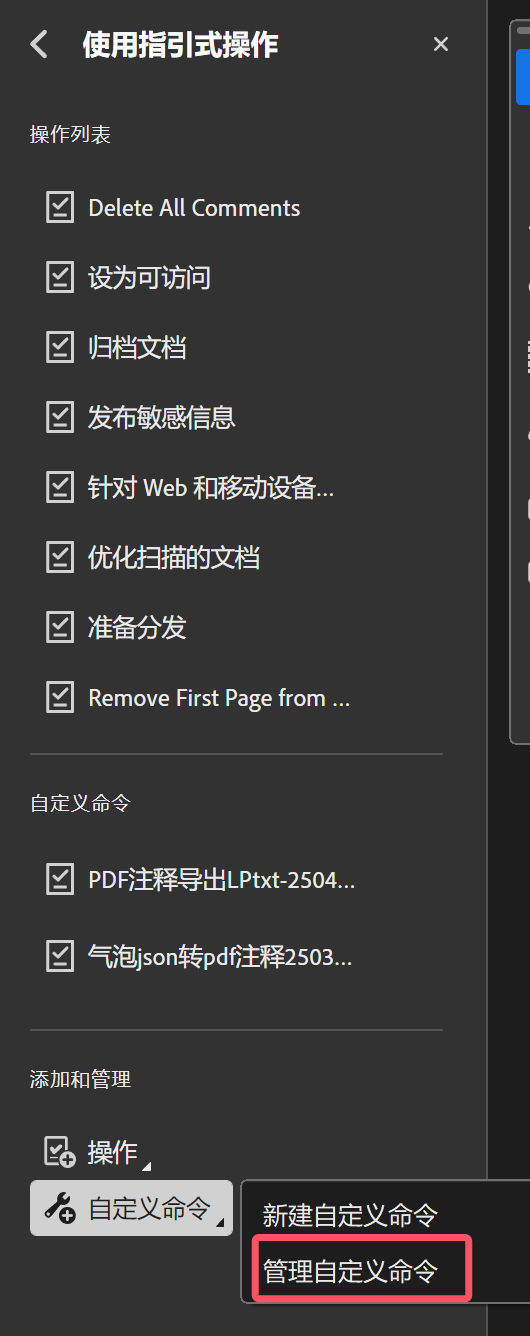 使用指引式操作
操作列表
Delete All Comments
设为可访问
归档文档
发布敏感信息
针对 Web 和移动设备...
优化扫描的文档
准备分发
Remove First Page from ...
自定义命令
PDF注释导出LPtxt-2504...
气泡json转pdf注释2503...
添加和管理
操作
自定义命令
新建自定义命令
管理自定义命令